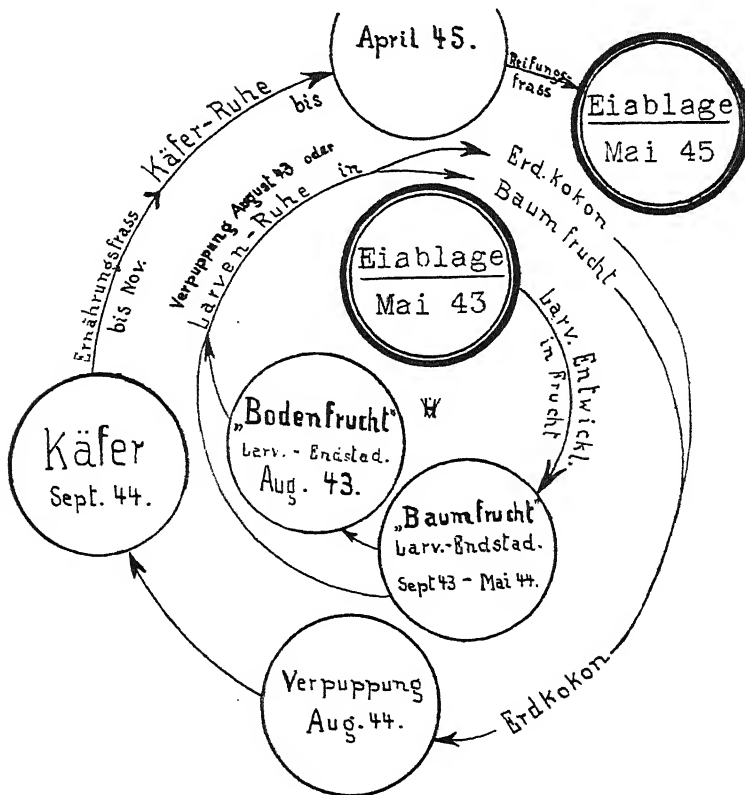 April 45.
Reifungs-
frass
Eiablage
Mai 45
Käfer-Ruhe bis
Ernährungsfrass
bis Nov.
Verpuppung August 43 oder
Larven-Ruhe in
Erd.kokon
Baumfrucht
Eiablage
Mai 43
Larv. Entwickl.
in Frucht
„Bodenfrucht"
Larv.-Endstad.
Aug. 43.
„Baumfrucht"
Larv.-Endstad.
Sept 43 - Mai 44.
Käfer
Sept. 44.
Verpuppung
Aug. 44.
Erdkokon